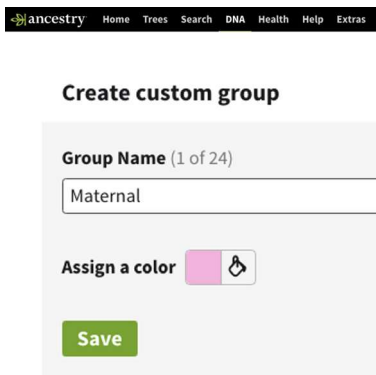 ancestry Home Trees Search DNA Health Help Extras
Create custom group
Group Name (1 of 24)
Maternal
Assign a color
Save